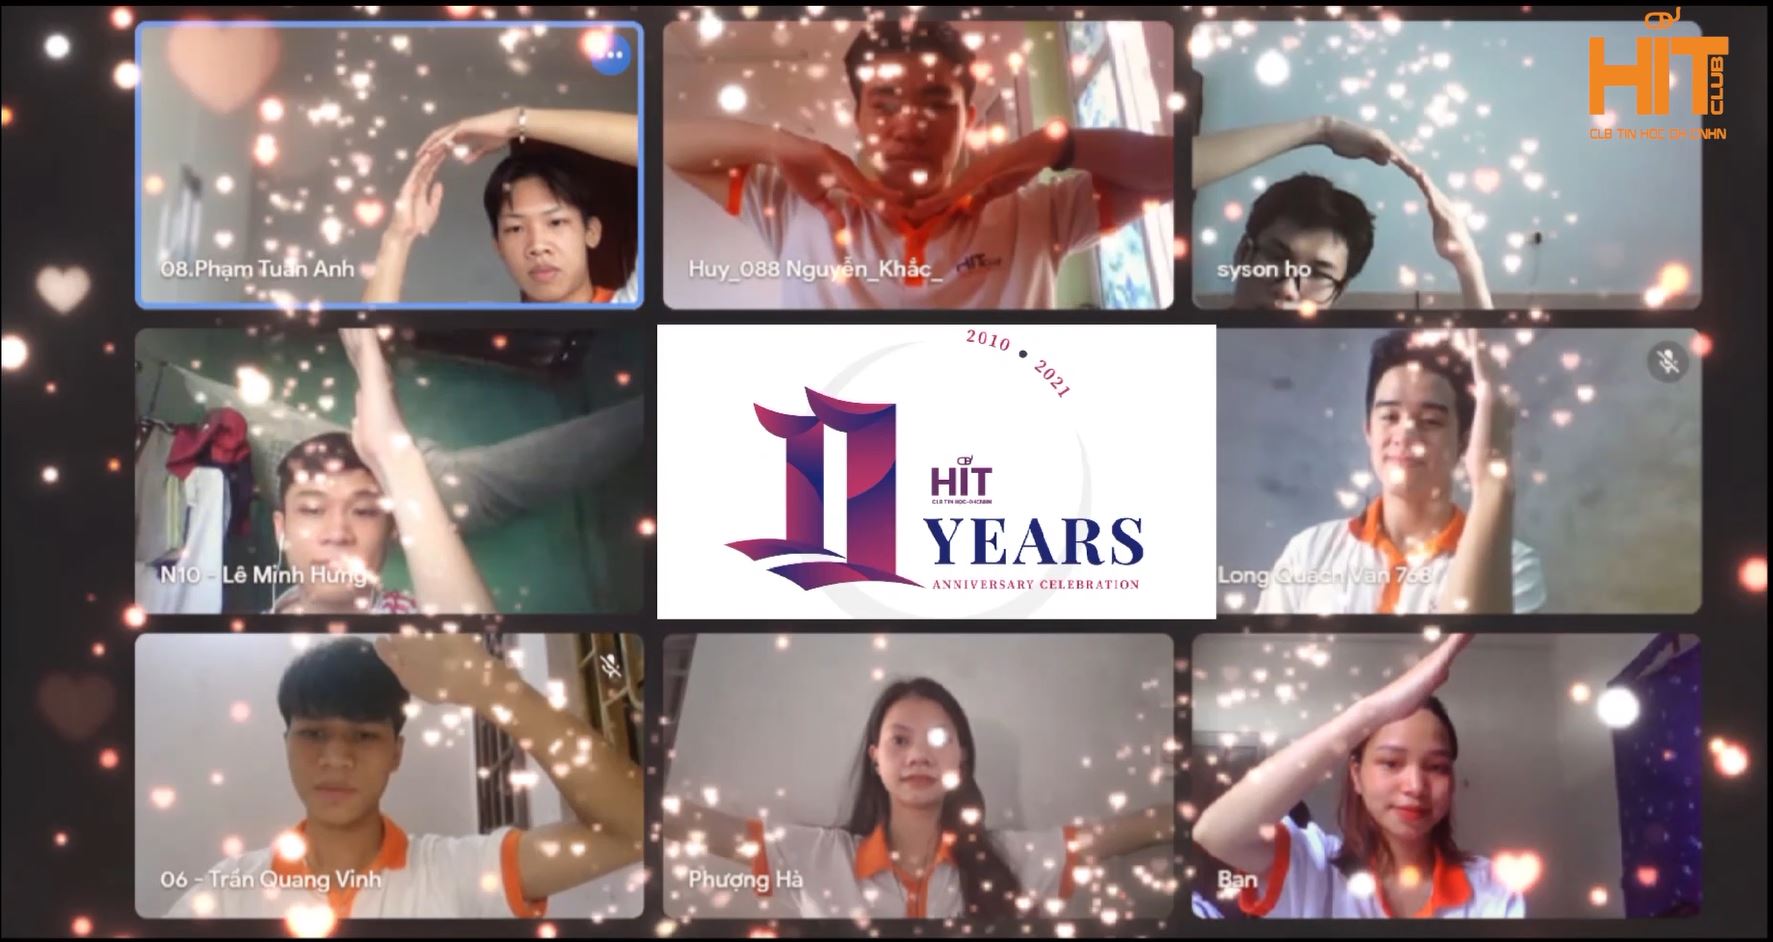 HIT CLUB
CLB TIN HỌC ĐH CNHN
08.Phạm Tuấn Anh
Huy_088 Nguyễn_Khắc_
syson ho
2010 • 2021
HIT
CLB TIN HỌC-ĐHCNHN
11 YEARS
ANNIVERSARY CELEBRATION
N10 - Lê Minh Hưng
Long Quách Văn 768
06 - Trần Quang Vinh
Phượng Hà
Bạn